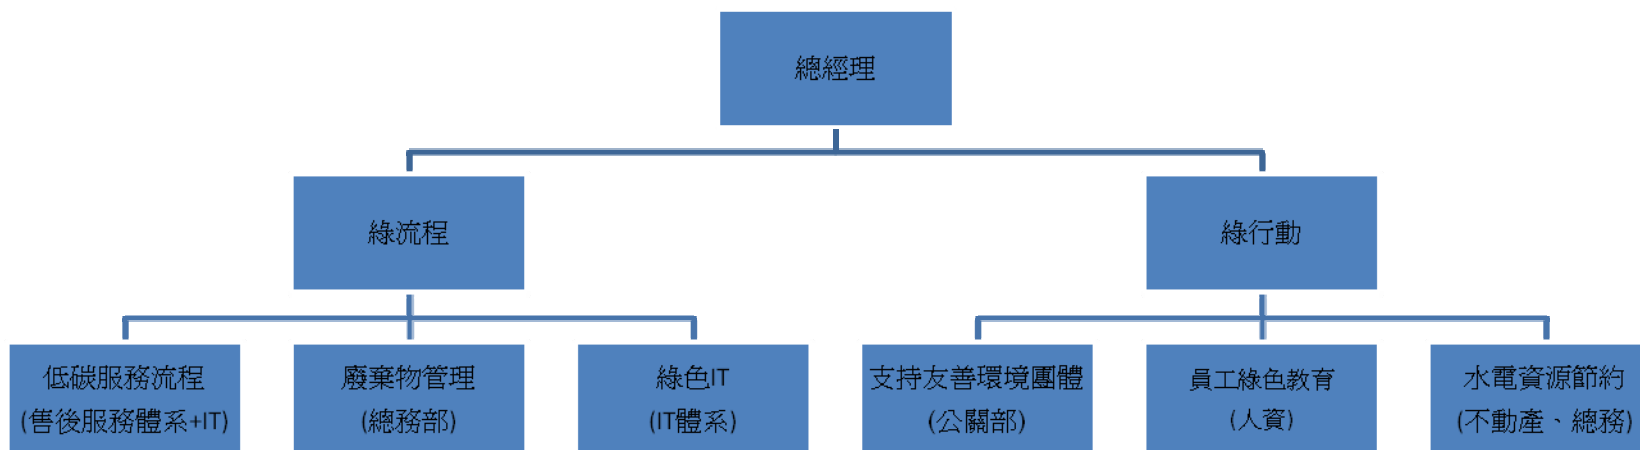 總經理
綠流程
綠行動
低碳服務流程
(售後服務體系+IT)
廢棄物管理
(總務部)
綠色IT
(IT體系)
支持友善環境團體
(公關部)
員工綠色教育
(人資)
水電資源節約
(不動產、總務)